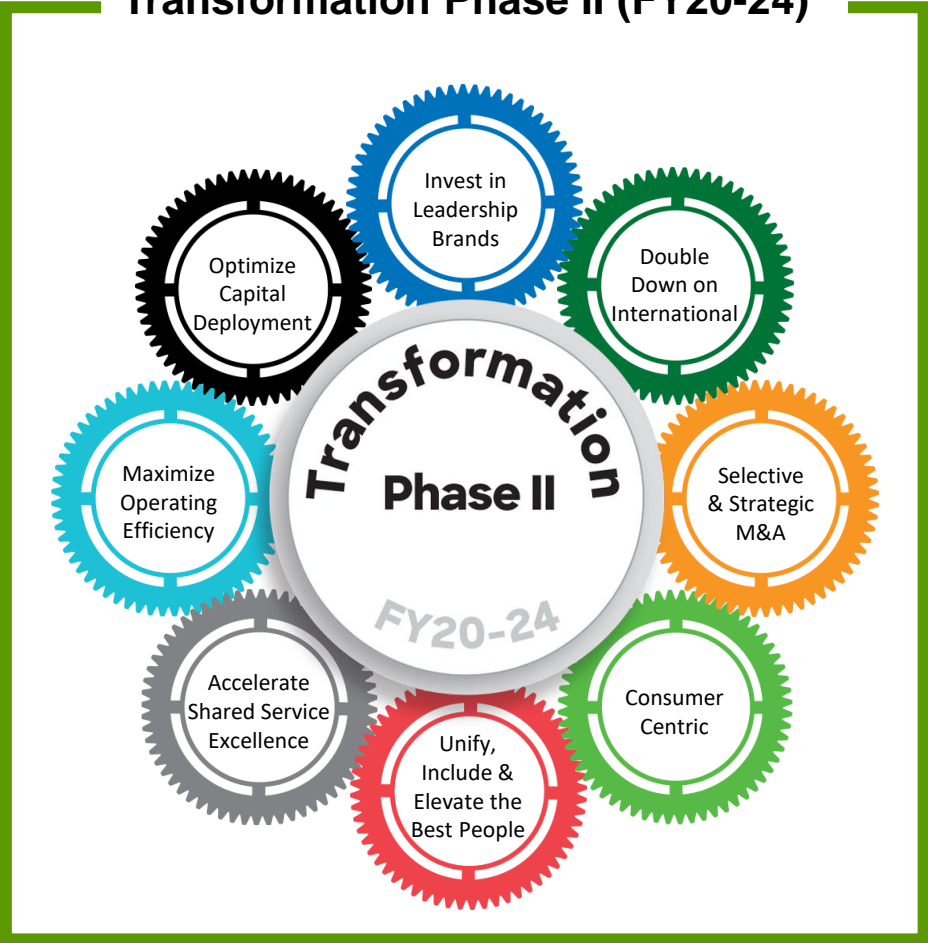 Transformation Phase II (FY20-24)
Invest in
Leadership
Brands
Double
Down on
International
Selective
& Strategic
M&A
Consumer
Centric
Unify,
Include &
Elevate the
Best People
Accelerate
Shared Service
Excellence
Maximize
Operating
Efficiency
Optimize
Capital
Deployment
Transformation
Phase II
FY20-24